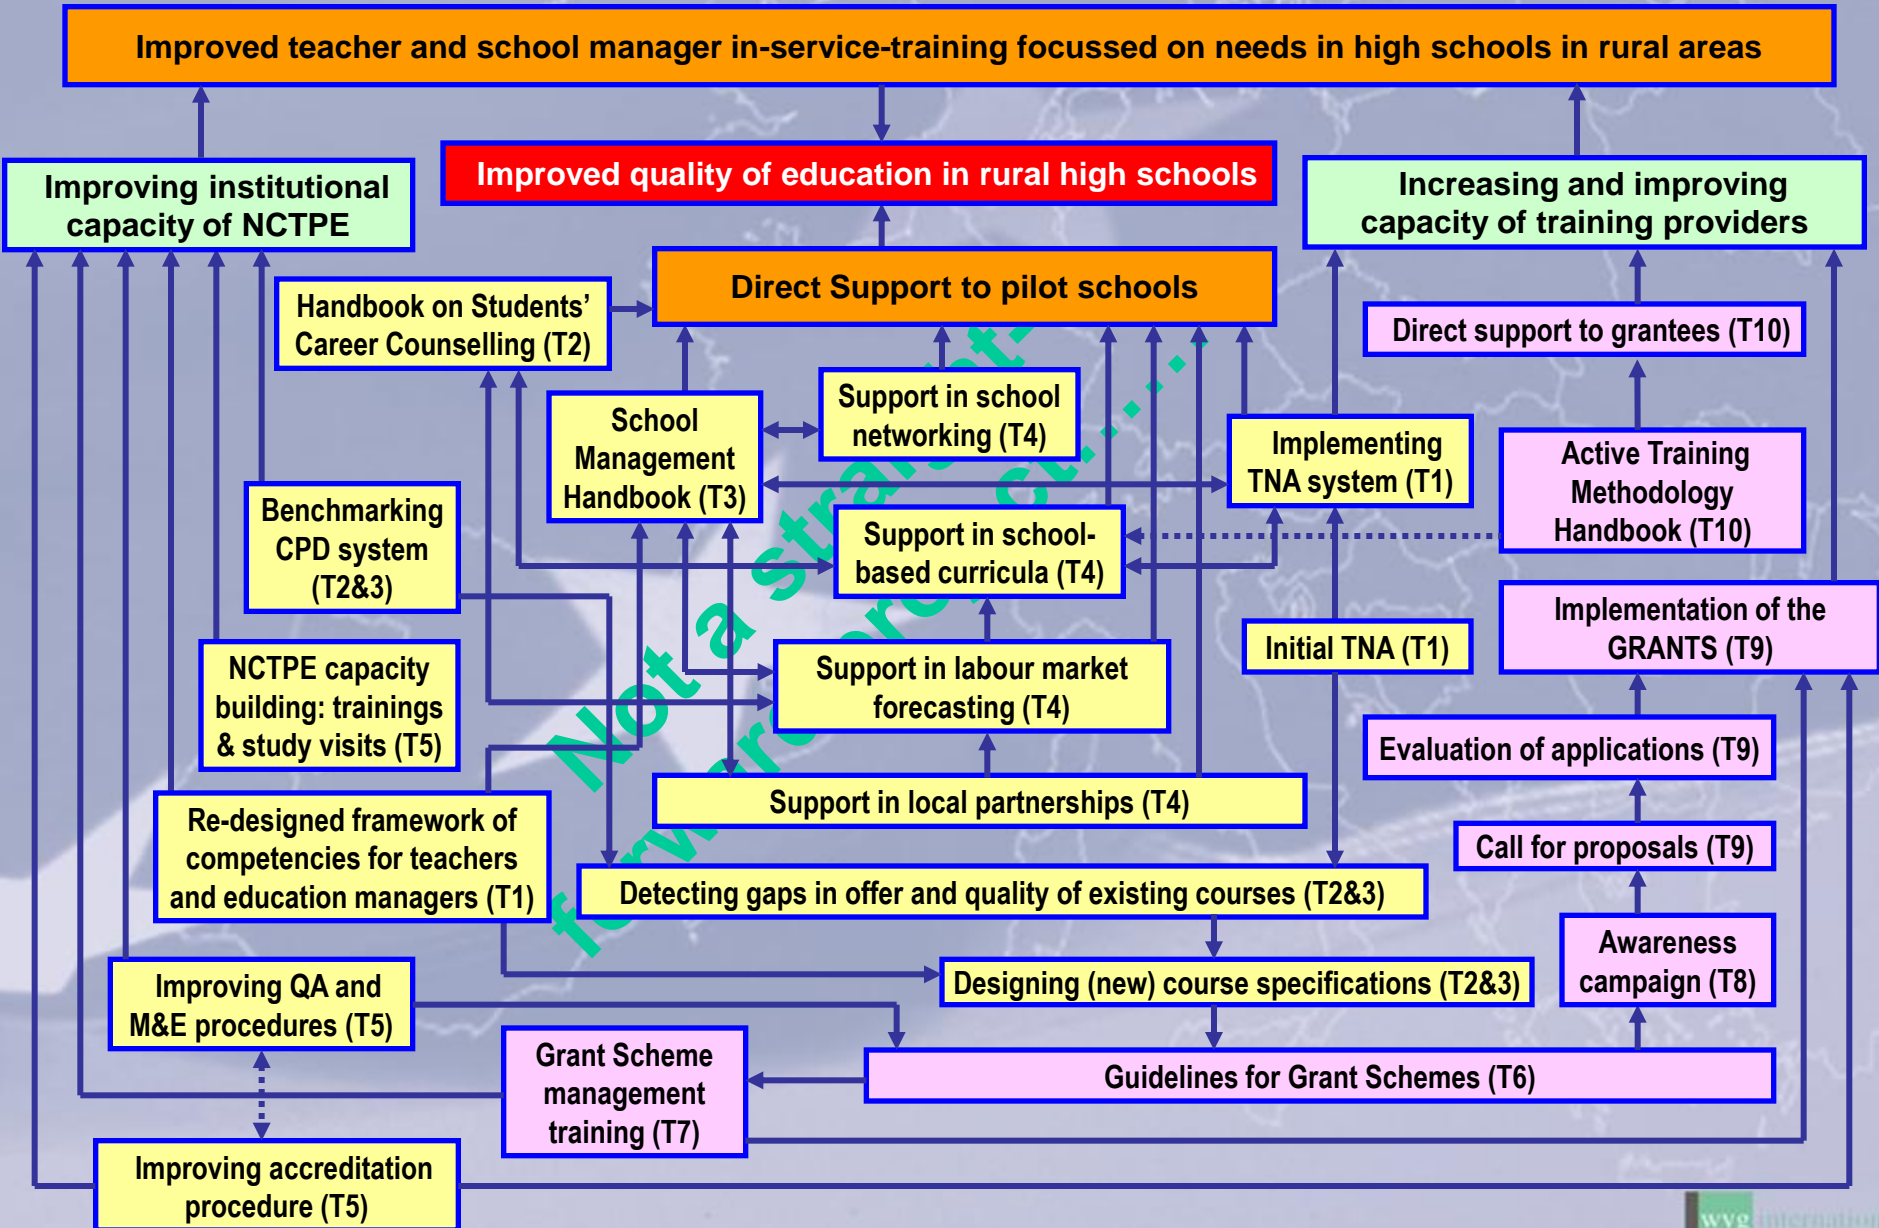 Improved teacher and school manager in-service-training focussed on needs in high schools in rural areas
Improving institutional
capacity of NCTPE
Improved quality of education in rural high schools
Increasing and improving
capacity of training providers
Direct Support to pilot schools
Handbook on Students’
Career Counselling (T2)
Direct support to grantees (T10)
School
Management
Handbook (T3)
Support in school
networking (T4)
Implementing
TNA system (T1)
Active Training
Methodology
Handbook (T10)
Benchmarking
CPD system
(T2&3)
Support in school-
based curricula (T4)
Implementation of the
GRANTS (T9)
NCTPE capacity
building: trainings
& study visits (T5)
Support in labour market
forecasting (T4)
Initial TNA (T1)
Evaluation of applications (T9)
Support in local partnerships (T4)
Re-designed framework of
competencies for teachers
and education managers (T1)
Call for proposals (T9)
Detecting gaps in offer and quality of existing courses (T2&3)
Awareness
campaign (T8)
Improving QA and
M&E procedures (T5)
Designing (new) course specifications (T2&3)
Grant Scheme
management
training (T7)
Guidelines for Grant Schemes (T6)
Improving accreditation
procedure (T5)
Not a
wyg international